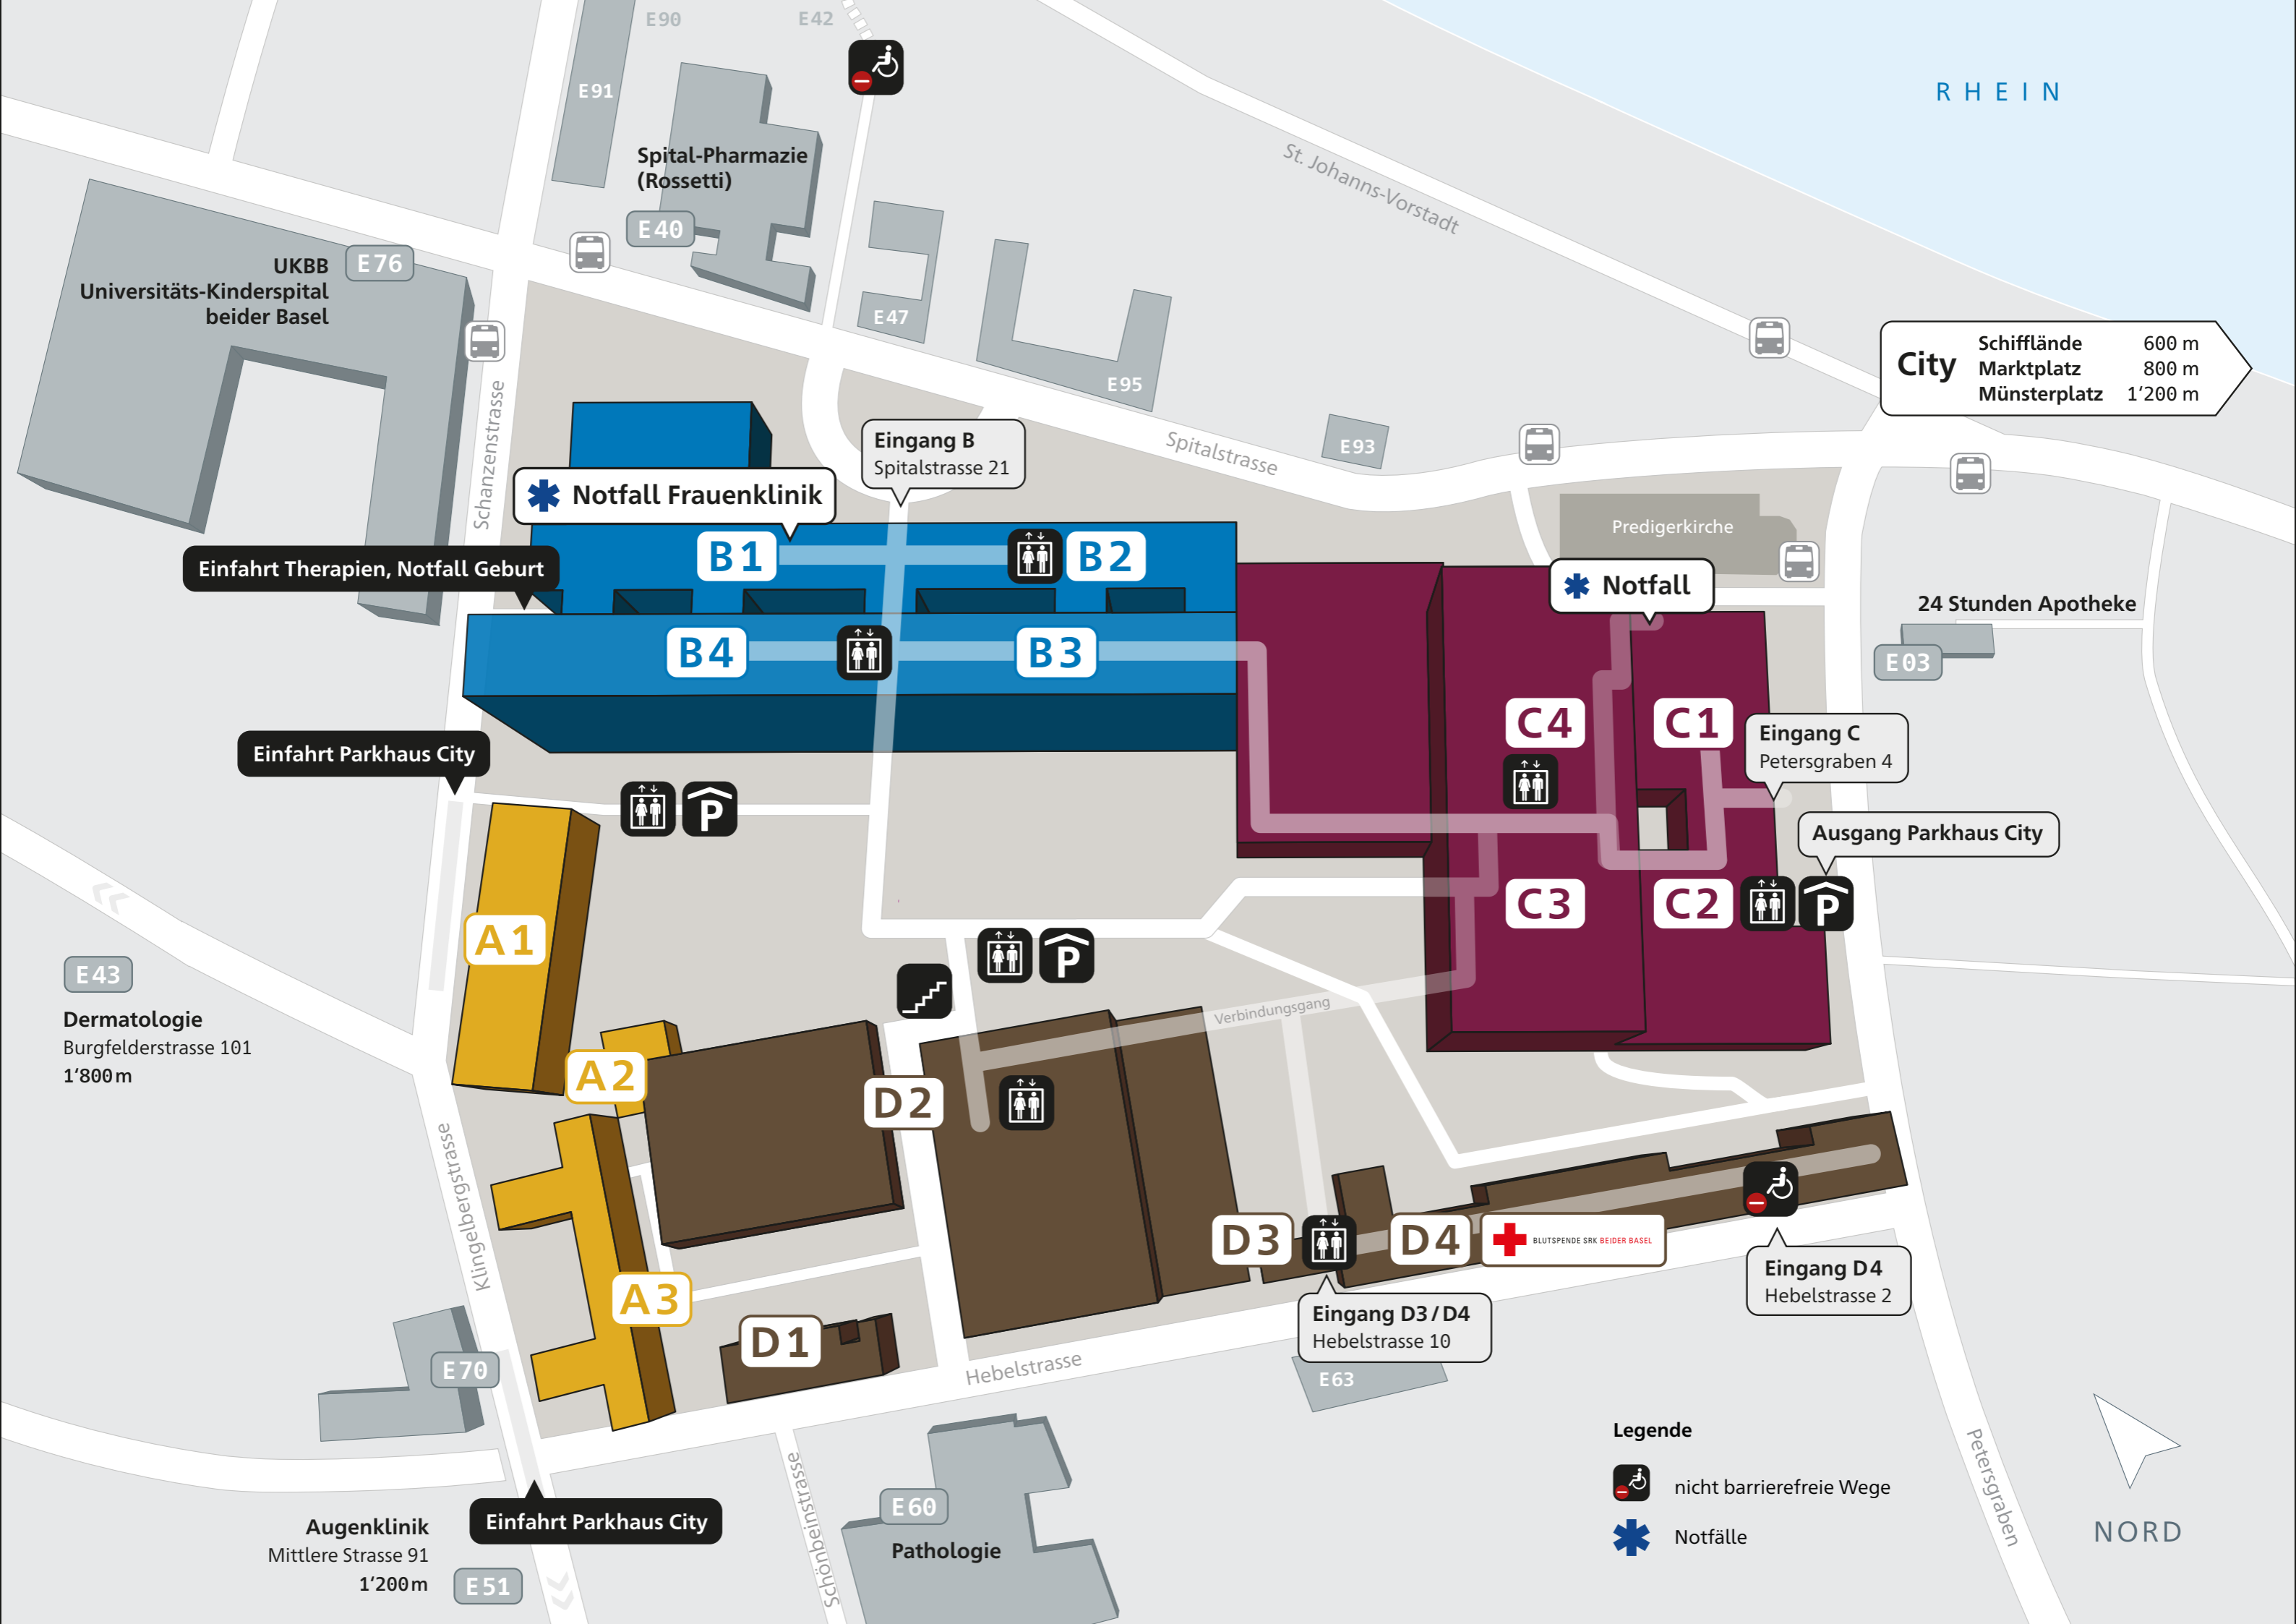 E90
E42
E91
RHEIN
Spital-Pharmazie
(Rossetti)
E40
St. Johanns-Vorstadt
UKBB
Universitäts-Kinderspital
beider Basel
E76
E47
E95
City
Schifflände 600 m
Marktplatz 800 m
Münsterplatz 1'200 m
Schanzenstrasse
Eingang B
Spitalstrasse 21
Spitalstrasse
E93
Notfall Frauenklinik
Predigerkirche
B1
B2
Einfahrt Therapien, Notfall Geburt
Notfall
24 Stunden Apotheke
E03
B4
B3
C4
C1
Eingang C
Petersgraben 4
Einfahrt Parkhaus City
P
Ausgang Parkhaus City
C3
C2
P
A1
P
E43
Dermatologie
Burgfelderstrasse 101
1'800m
Verbindungsgang
A2
D2
Klingelbergstrasse
D3
D4
BLUTSPENDE SRK BEIDER BASEL
Eingang D4
Hebelstrasse 2
A3
D1
Eingang D3/D4
Hebelstrasse 10
E70
Hebelstrasse
E63
Legende
nicht barrierefreie Wege
Notfälle
Petersgraben
NORD
Schönbeinstrasse
E60
Pathologie
Einfahrt Parkhaus City
Augenklinik
Mittlere Strasse 91
1'200m
E51